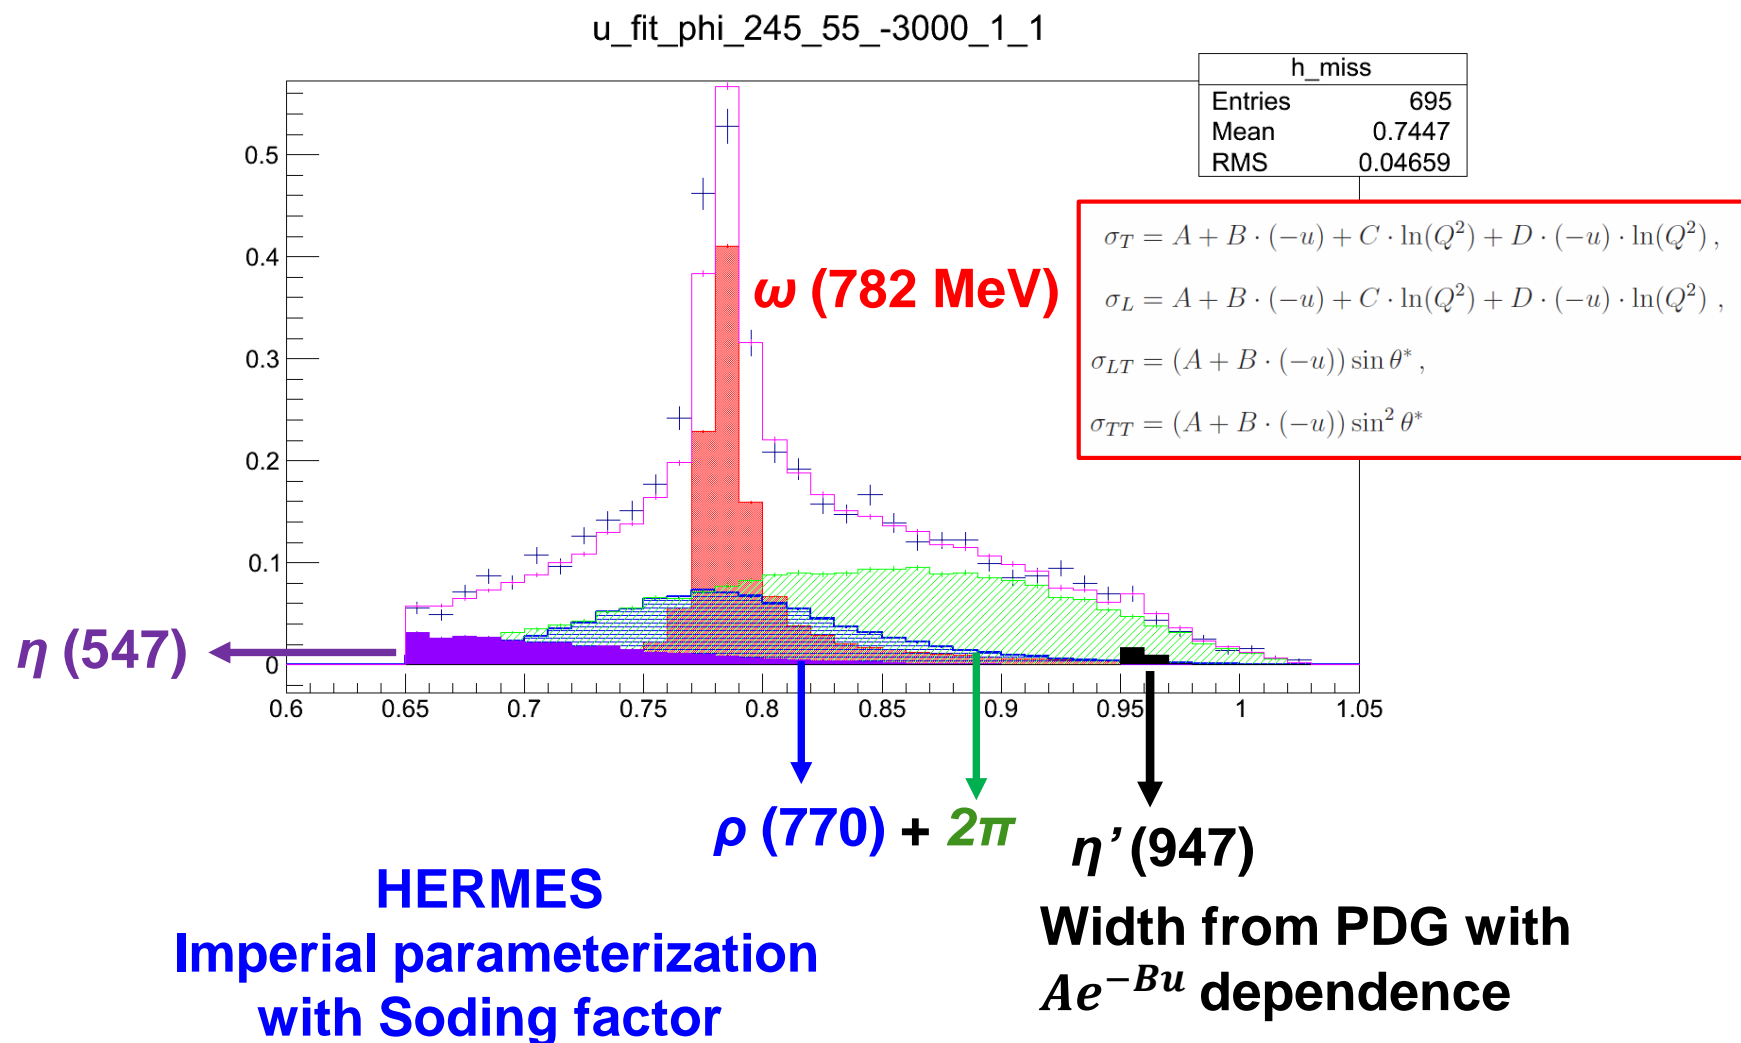 u_fit_phi_245_55_-3000_1_1
h_miss
Entries 695
Mean 0.7447
RMS 0.04659
0.5
0.4
0.3
0.2
0.1
0
σ_T = A + B · (−u) + C · ln(Q²) + D · (−u) · ln(Q²) ,
σ_L = A + B · (−u) + C · ln(Q²) + D · (−u) · ln(Q²) ,
σ_LT = (A + B · (−u)) sin θ* ,
σ_TT = (A + B · (−u)) sin² θ*
ω (782 MeV)
η (547)
0.6 0.65 0.7 0.75 0.8 0.85 0.9 0.95 1 1.05
ρ (770) + 2π
η’ (947)
HERMES
Imperial parameterization
with Soding factor
Width from PDG with
Ae^{-Bu} dependence